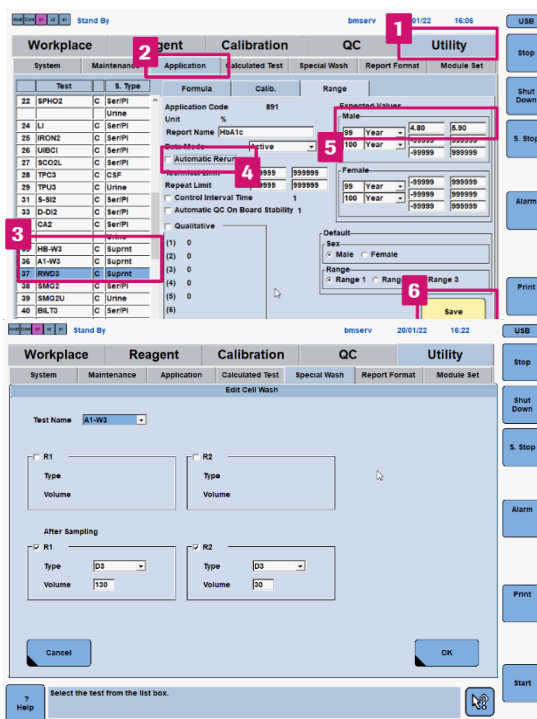 Stand By bmserv /01/22 16:06 USB
1
Workplace gent Calibration QC Utility
2
Stop
System Maintenance Application Calculated Test Special Wash Report Format Module Set
Test S. Type
Formula Calib. Range
Shut Down
22 SPHO2 C Ser/Pl
Urine
24 LI C Ser/Pl
25 IRON2 C Ser/Pl
26 UIBCI C Ser/Pl
27 SCO2L C Ser/Pl
28 TPC3 C CSF
29 TPU3 C Urine
31 S-SI2 C Ser/Pl
33 D-DI2 C Ser/Pl
CA2 C Ser/Pl
Urine
3
HB-W3 C Suprnt
36 A1-W3 C Suprnt
37 RWD3 C Suprnt
38 SMG2 C Ser/Pl
39 SMG2U C Urine
40 BILT3 C Ser/Pl
Application Code 891
Unit %
Report Name HbA1c
Data Mode Active
Automatic Rerun
4
Technical Limit -99999 999999
Repeat Limit -99999 999999
Control Interval Time 1
Automatic QC On Board Stability 1
Qualitative
(1) 0
(2) 0
(3) 0
(4) 0
(5) 0
(6)
Expected Values
Male
99 Year 4.80 5.90
5
100 Year -99999 999999
-99999 999999
Female
99 Year -99999 999999
100 Year -99999 999999
-99999 999999
Default
Sex
Male Female
Range
Range 1 Rang Range 3
6
Save
S. Stop
Alarm
Print
Stand By bmserv 20/01/22 16:22 USB
Workplace Reagent Calibration QC Utility
Stop
System Maintenance Application Calculated Test Special Wash Report Format Module Set
Edit Cell Wash
Shut Down
Test Name A1-W3
S. Stop
R1 R2
Type Type
Volume Volume
Alarm
After Sampling
R1 R2
Type D3 Type D3
Volume 130 Volume 30
Print
Cancel OK
Start
? Help
Select the test from the list box.